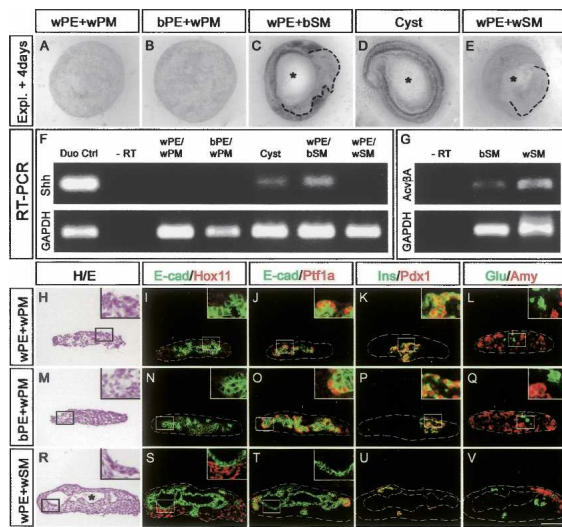 wPE+wPM bPE+wPM wPE+bSM Cyst wPE+wSM
Expl. + 4days
A B C D E
* * *
RT-PCR
F G
Duo Ctrl - RT wPE/wPM bPE/wPM Cyst wPE/bSM wPE/wSM
- RT bSM wSM
Shh
AcvβA
GAPDH
GAPDH
H/E E-cad/Hox11 E-cad/Ptf1a Ins/Pdx1 Glu/Amy
wPE+wPM
H I J K L
bPE+wPM
M N O P Q
wPE+wSM
R S T U V
*